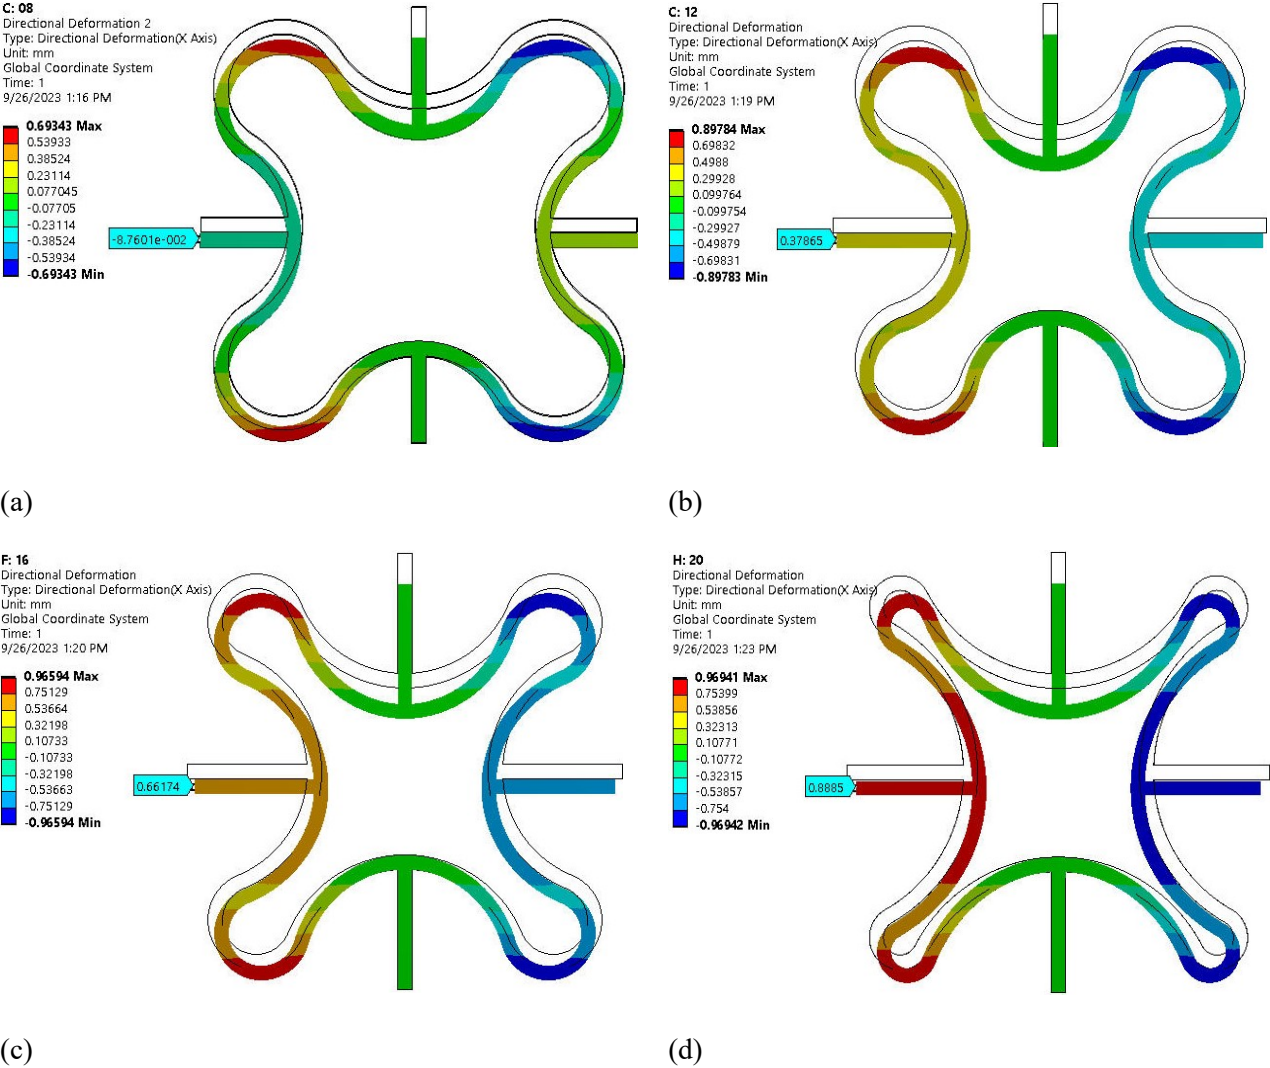 C: 08
Directional Deformation 2
Type: Directional Deformation(X Axis)
Unit: mm
Global Coordinate System
Time: 1
9/26/2023 1:16 PM
0.69343 Max
0.53933
0.38524
0.23114
0.077045
-0.07705
-0.23114
-0.38524
-0.53934
-0.69343 Min
-8.7601e-002
(a)
C: 12
Directional Deformation
Type: Directional Deformation(X Axis)
Unit: mm
Global Coordinate System
Time: 1
9/26/2023 1:19 PM
0.89784 Max
0.69832
0.4988
0.29928
0.099764
-0.099754
-0.29927
-0.49879
-0.69831
-0.89783 Min
0.37865
(b)
F: 16
Directional Deformation
Type: Directional Deformation(X Axis)
Unit: mm
Global Coordinate System
Time: 1
9/26/2023 1:20 PM
0.96594 Max
0.75129
0.53664
0.32198
0.10733
-0.10733
-0.32198
-0.53663
-0.75129
-0.96594 Min
0.66174
(c)
H: 20
Directional Deformation
Type: Directional Deformation(X Axis)
Unit: mm
Global Coordinate System
Time: 1
9/26/2023 1:23 PM
0.96941 Max
0.75399
0.53856
0.32313
0.10771
-0.10772
-0.32315
-0.53857
-0.754
-0.96942 Min
0.8885
(d)